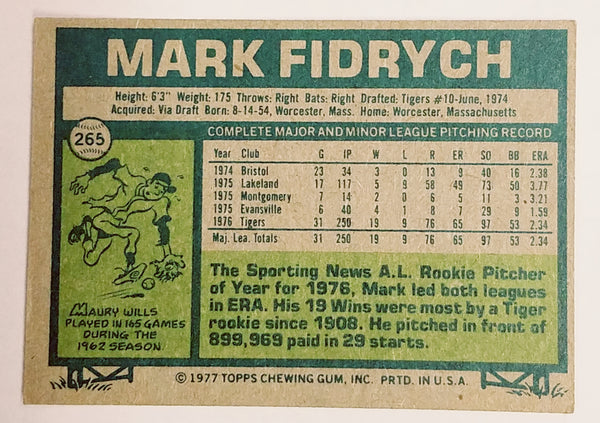 MARK FIDRYCH
Height: 6'3" Weight: 175 Throws: Right Bats: Right Drafted: Tigers #10-June, 1974
Acquired: Via Draft Born: 8-14-54, Worcester, Mass. Home: Worcester, Massachusetts
265
COMPLETE MAJOR AND MINOR LEAGUE PITCHING RECORD
Year Club G IP W L R ER SO BB ERA
1974 Bristol 23 34 3 0 13 9 40 16 2.38
1975 Lakeland 17 117 5 9 58 49 73 50 3.77
1975 Montgomery 7 14 2 0 6 5 11 3 3.21
1975 Evansville 6 40 4 1 8 7 29 9 1.59
1976 Tigers 31 250 19 9 76 65 97 53 2.34
Maj. Lea. Totals 31 250 19 9 76 65 97 53 2.34
MAURY WILLS
PLAYED IN 165 GAMES
DURING THE
1962 SEASON
The Sporting News A.L. Rookie Pitcher
of Year for 1976, Mark led both leagues
in ERA. His 19 Wins were most by a Tiger
rookie since 1908. He pitched in front of
899,969 paid in 29 starts.
© 1977 TOPPS CHEWING GUM, INC. PRTD. IN U.S.A.